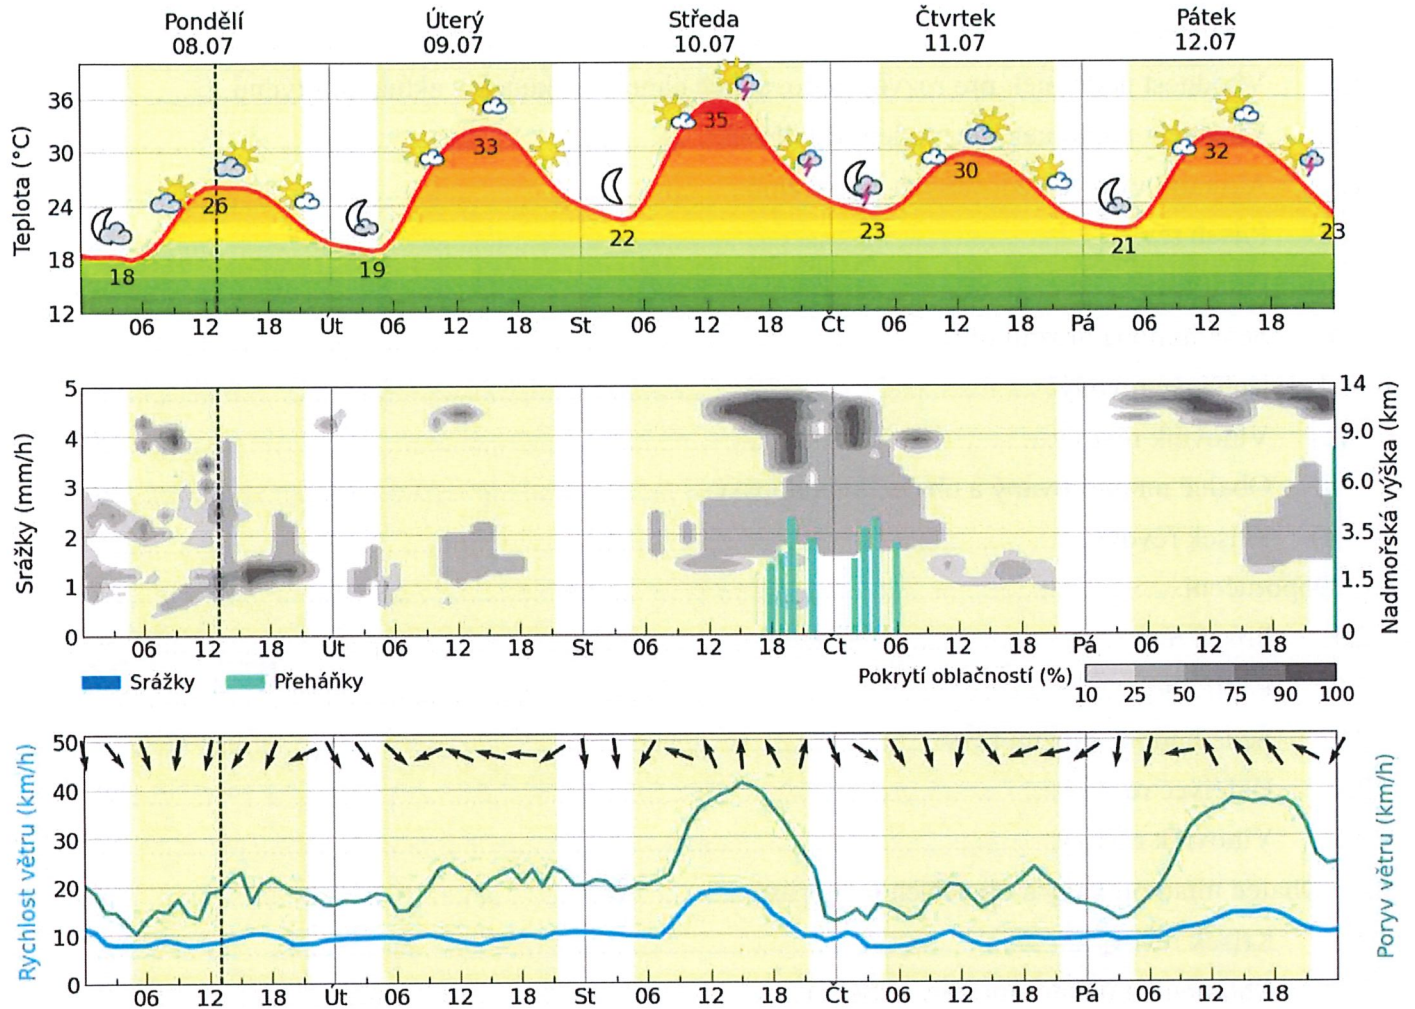 Pondělí Úterý Středa Čtvrtek Pátek
08.07 09.07 10.07 11.07 12.07
Teplota (°C)
36
30
24
18
12
26 33 35 30 32
18 19 22 23 21 23
06 12 18 Út 06 12 18 St 06 12 18 Čt 06 12 18 Pá 06 12 18
Srážky (mm/h)
5
4
3
2
1
0
14
9.0
6.0
3.5
1.5
0
Nadmořská výška (km)
06 12 18 Út 06 12 18 St 06 12 18 Čt 06 12 18 Pá 06 12 18
Srážky Přeháňky
Pokrytí oblačností (%)
10 25 50 75 90 100
Rychlost větru (km/h)
50
40
30
20
10
0
Poryv větru (km/h)
06 12 18 Út 06 12 18 St 06 12 18 Čt 06 12 18 Pá 06 12 18